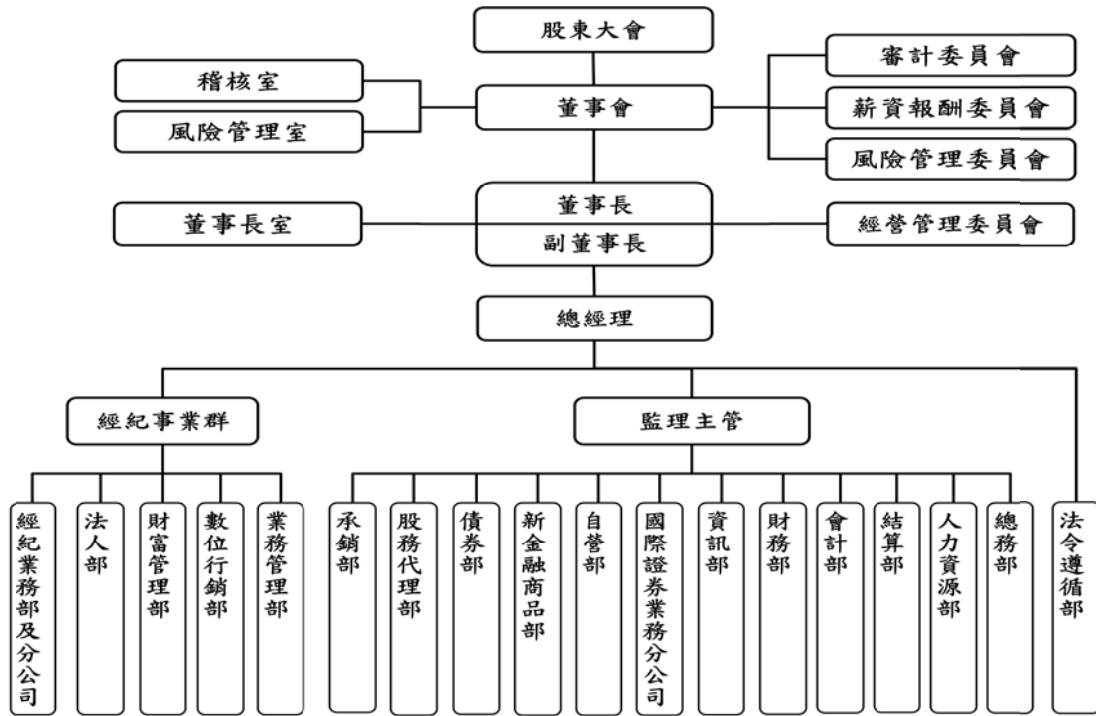 股東大會
稽核室
審計委員會
董事會
薪資報酬委員會
風險管理室
風險管理委員會
董事長室
董事長
副董事長
經營管理委員會
總經理
經紀事業群
監理主管
經紀業務部及分公司
法人部
財富管理部
數位行銷部
業務管理部
承銷部
股務代理部
債券部
新金融商品部
自營部
國際證券業務分公司
資訊部
財務部
會計部
結算部
人力資源部
總務部
法令遵循部